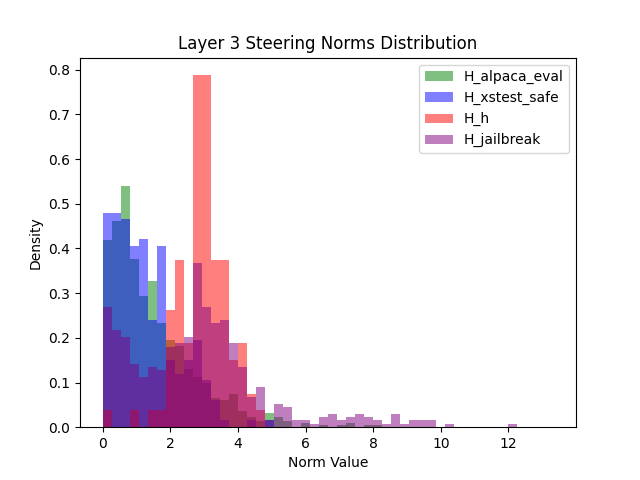 Layer 3 Steering Norms Distribution
H_alpaca_eval
H_xstest_safe
H_h
H_jailbreak
0.8
0.7
0.6
0.5
0.4
0.3
0.2
0.1
0.0
Density
0 2 4 6 8 10 12
Norm Value